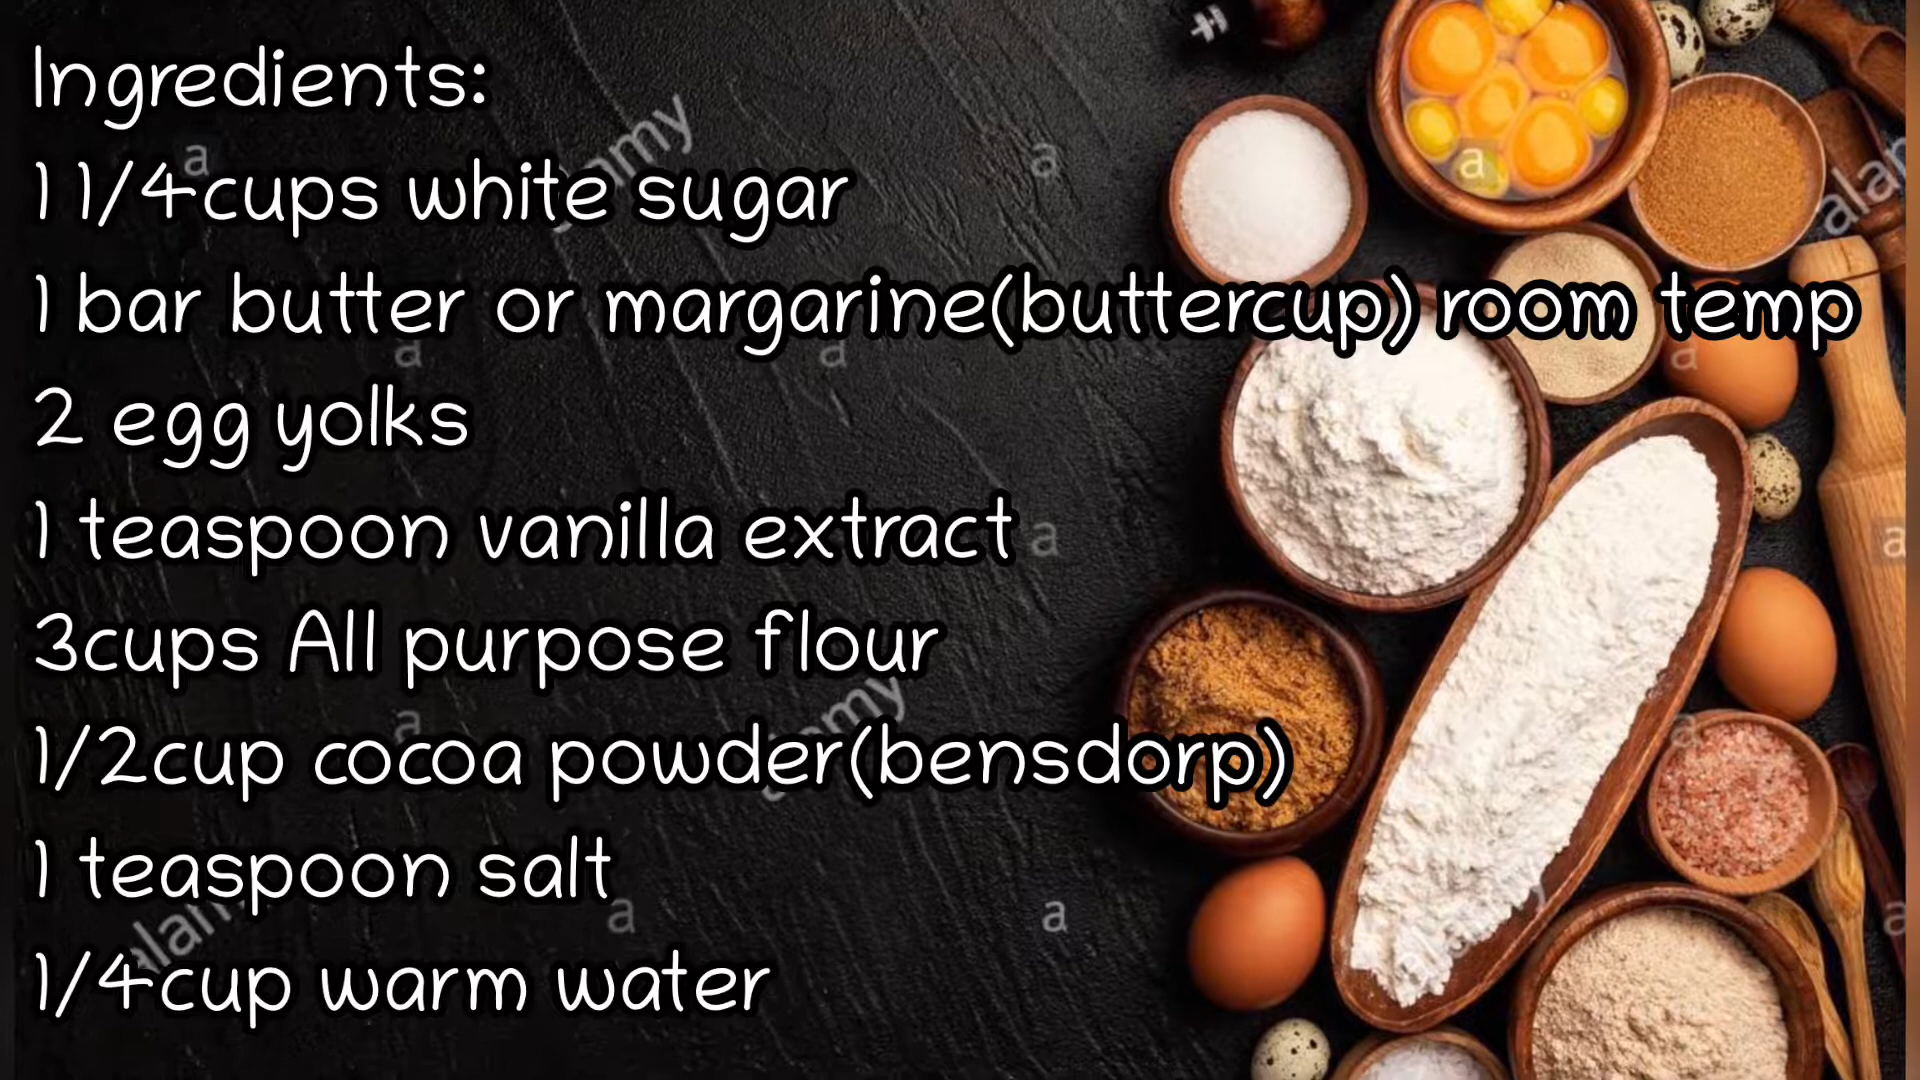 Ingredients:
1 1/4cups white sugar
1 bar butter or margarine(buttercup) room temp
2 egg yolks
1 teaspoon vanilla extract
3cups All purpose flour
1/2cup cocoa powder(bensdorp)
1 teaspoon salt
1/4cup warm water